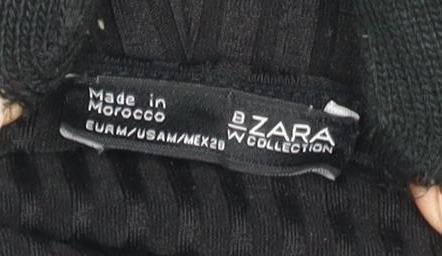 Made in
Morocco
EUR M/USA M/MEX 28
B/W ZARA
COLLECTION